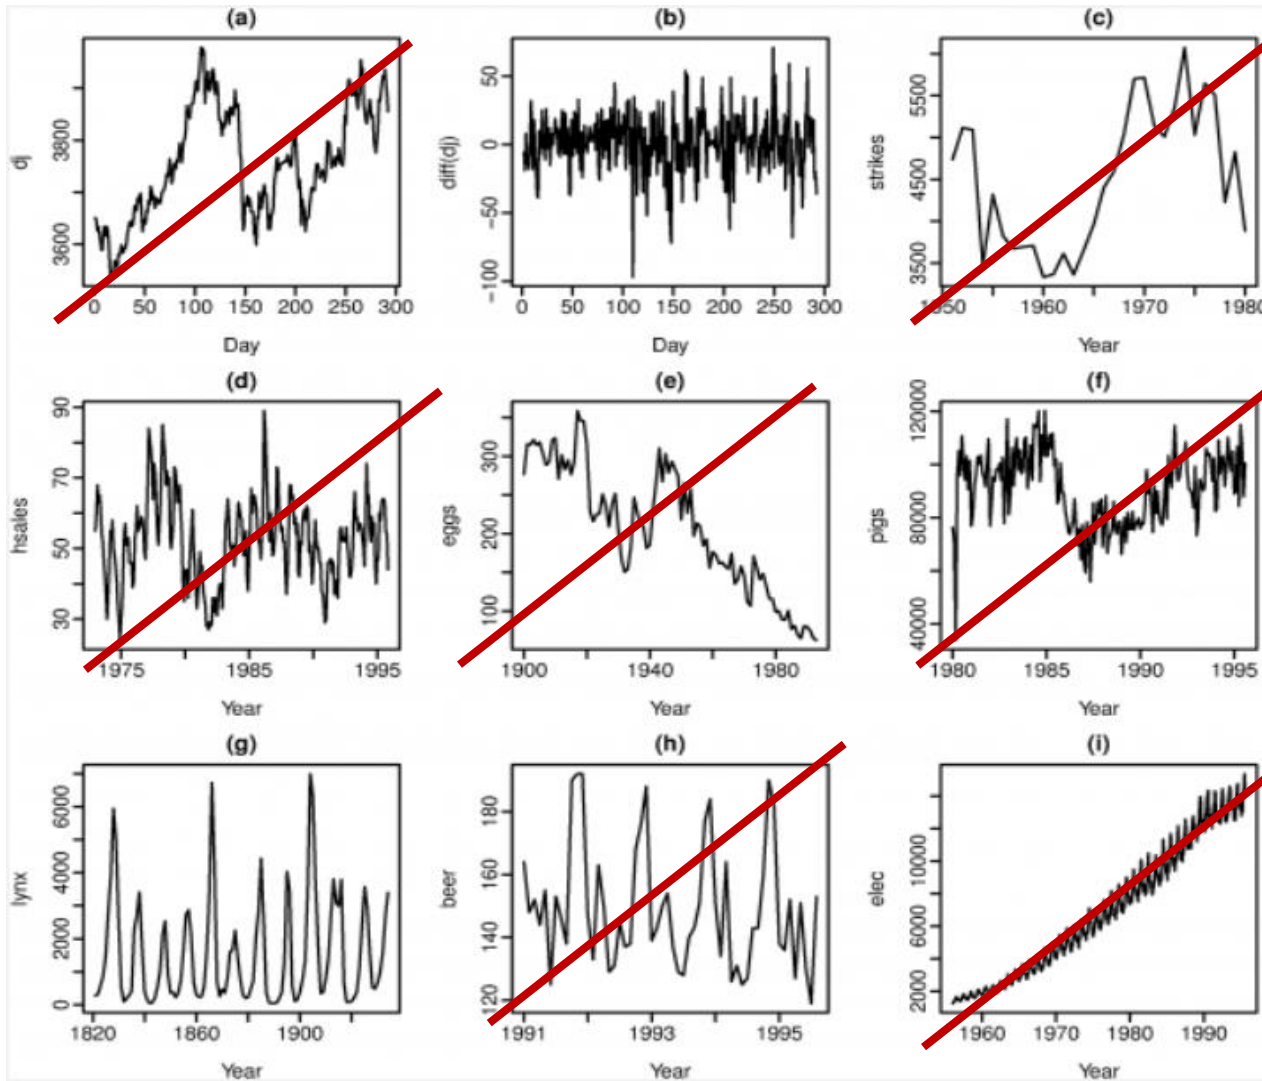 (a)
dj
3800
3600
0 50 100 150 200 250 300
Day
(b)
diff(dj)
50
0
−50
−100
0 50 100 150 200 250 300
Day
(c)
strikes
5500
4500
3500
1960 1970 1980
Year
(d)
hsales
90
70
50
30
1975 1985 1995
Year
(e)
eggs
300
200
100
1900 1940 1980
Year
(f)
pigs
120000
80000
40000
1980 1985 1990 1995
Year
(g)
lynx
6000
4000
2000
0
1820 1860 1900
Year
(h)
beer
180
160
140
120
1991 1993 1995
Year
(i)
elec
10000
6000
2000
1960 1970 1980 1990
Year